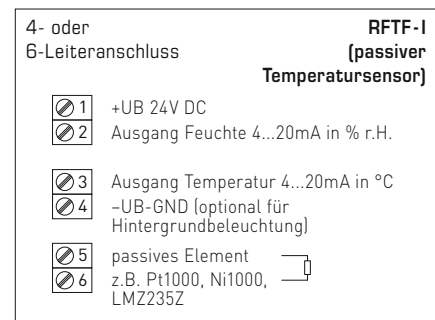 4- oder RFTF-I
6-Leiteranschluss (passiver
Temperatursensor)
1 +UB 24V DC
2 Ausgang Feuchte 4...20mA in % r.H.
3 Ausgang Temperatur 4...20mA in °C
4 –UB-GND (optional für
Hintergrundbeleuchtung)
5 passives Element
6 z.B. Pt1000, Ni1000,
LMZ235Z